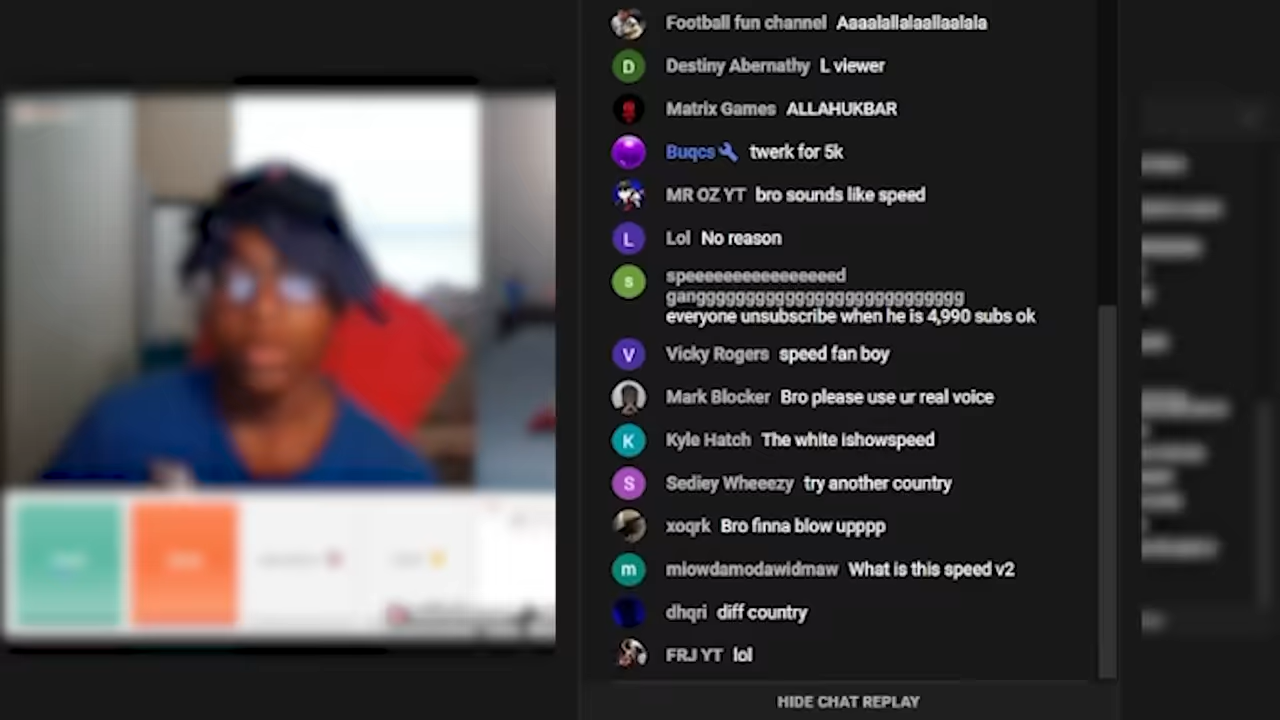 Football fun channel Aaaalallalaallaalala
Destiny Abernathy L viewer
Matrix Games ALLAHUKBAR
Buqcs twerk for 5k
MR OZ YT bro sounds like speed
Lol No reason
speeeeeeeeeeeeeeeed
ganggggggggggggggggggggggggggg
everyone unsubscribe when he is 4,990 subs ok
Vicky Rogers speed fan boy
Mark Blocker Bro please use ur real voice
Kyle Hatch The white ishowspeed
Sediey Wheeezy try another country
xoqrk Bro finna blow upppp
miowdamodawidmaw What is this speed v2
dhqri diff country
FRJ YT lol
HIDE CHAT REPLAY